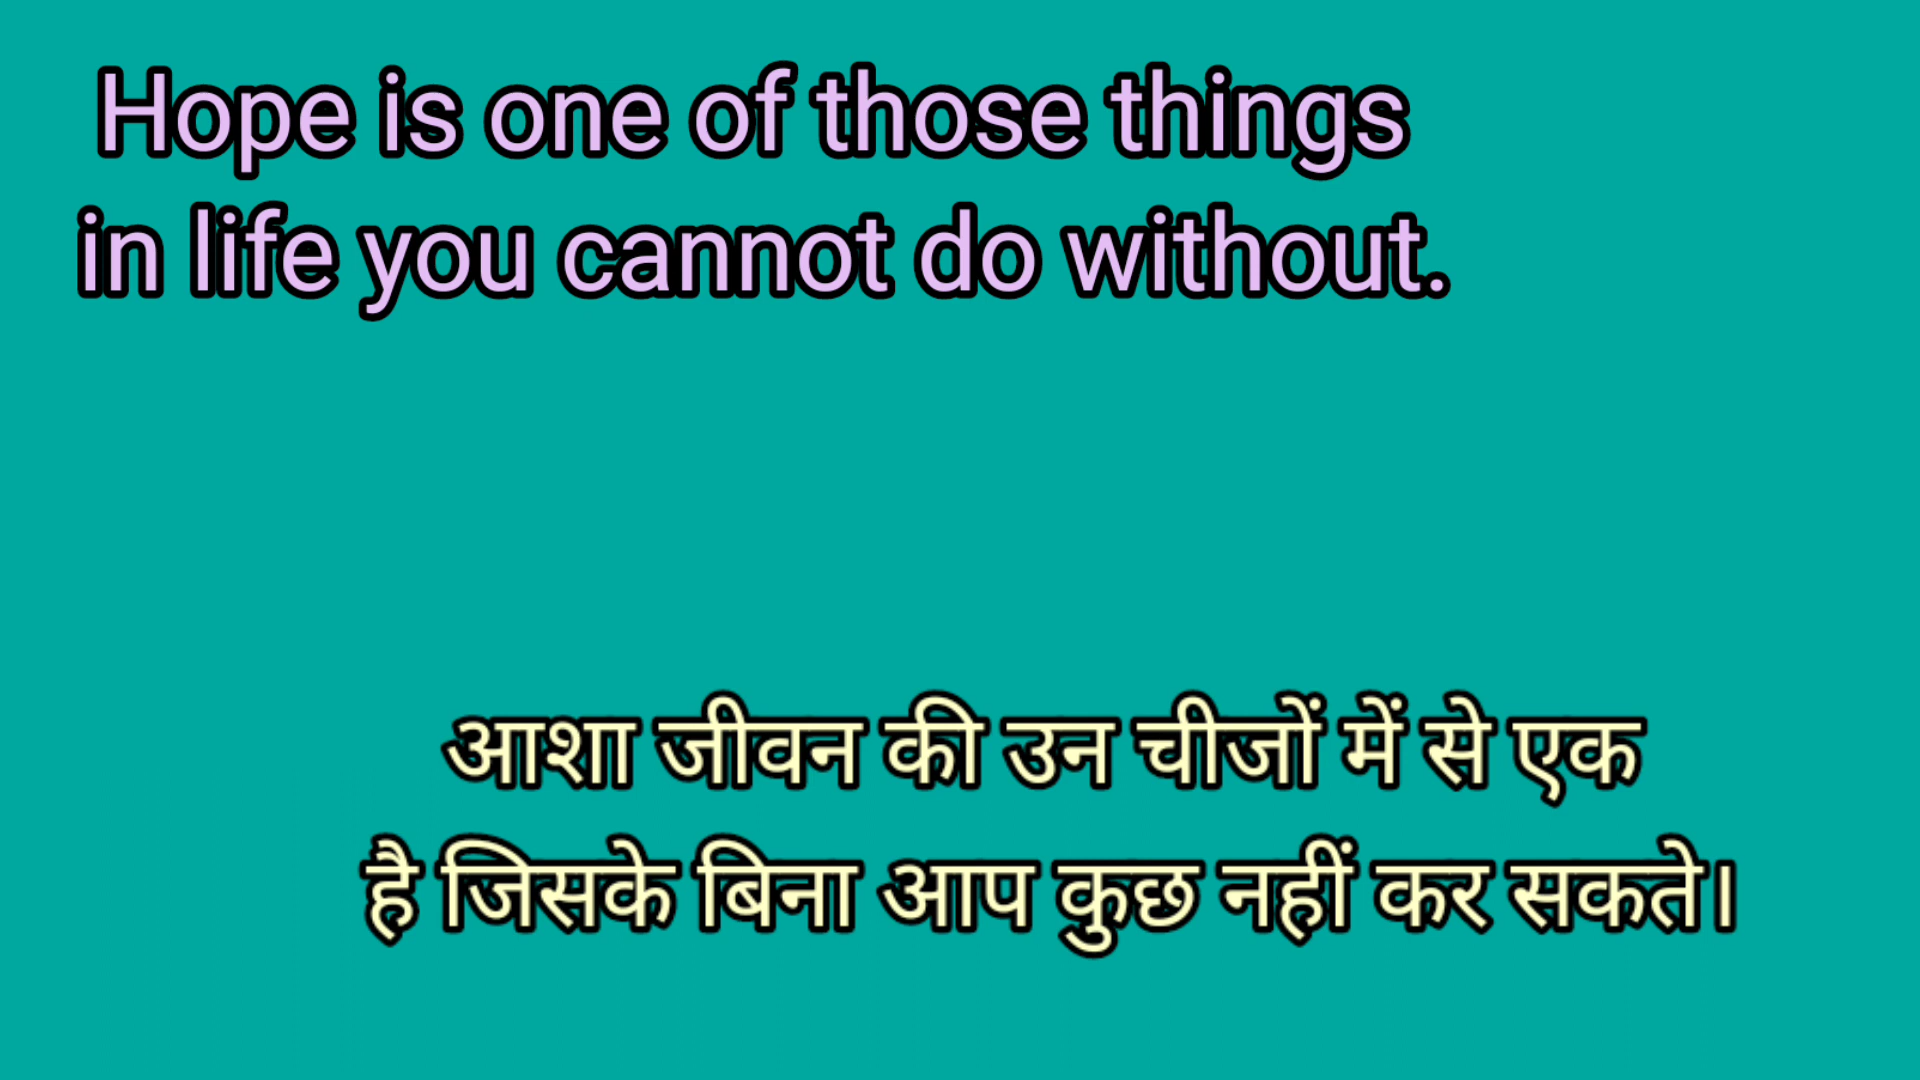 Hope is one of those things
in life you cannot do without.
आशा जीवन की उन चीजों में से एक
है जिसके बिना आप कुछ नहीं कर सकते।